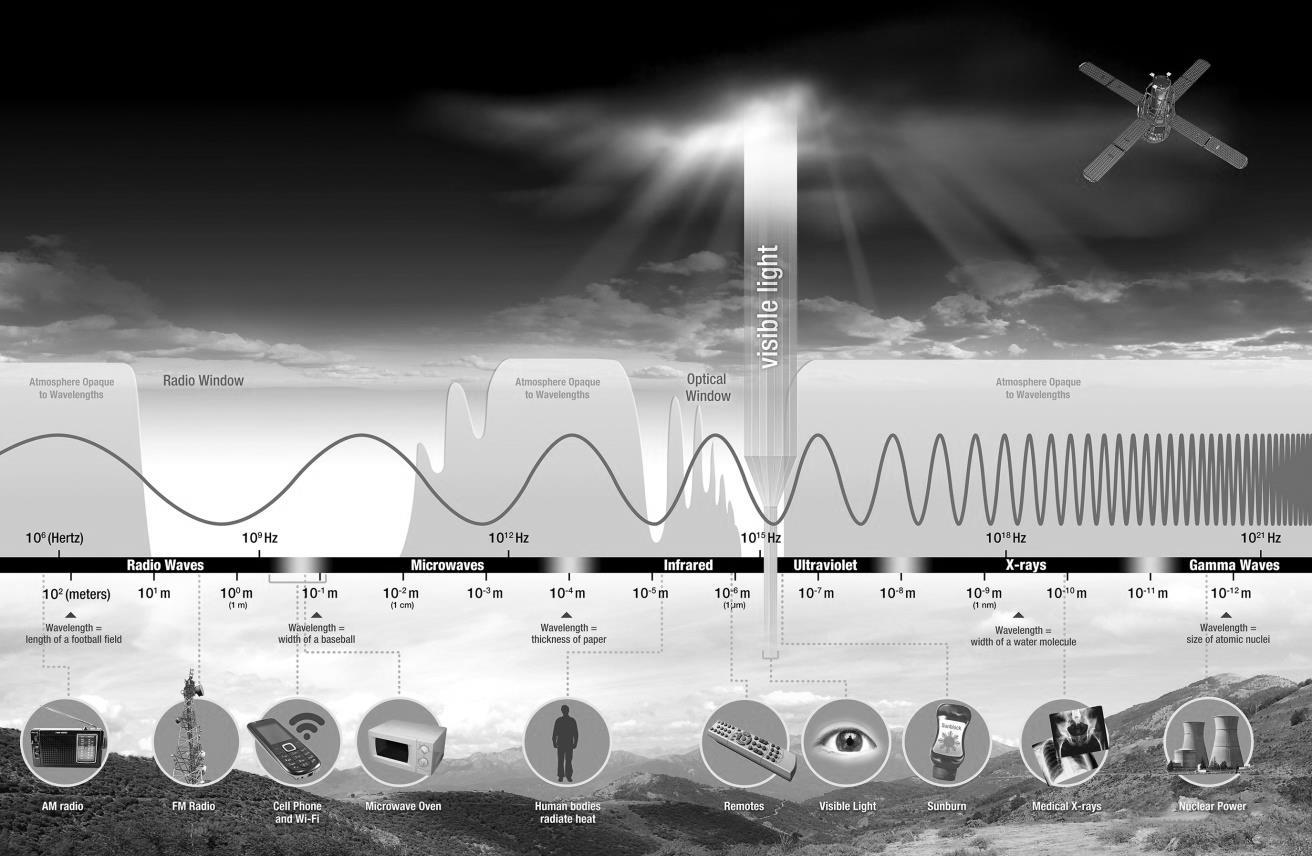 visible light
Atmosphere Opaque
to Wavelengths
Radio Window
Atmosphere Opaque
to Wavelengths
Optical
Window
Atmosphere Opaque
to Wavelengths
10⁶ (Hertz)
10⁹ Hz
10¹² Hz
10¹⁵ Hz
10¹⁸ Hz
10²¹ Hz
Radio Waves
Microwaves
Infrared
Ultraviolet
X-rays
Gamma Waves
10² (meters)
10¹ m
10⁰ m
(1 m)
10⁻¹ m
10⁻² m
(1 cm)
10⁻³ m
10⁻⁴ m
10⁻⁵ m
10⁻⁶ m
(1µm)
10⁻⁷ m
10⁻⁸ m
10⁻⁹ m
(1 nm)
10⁻¹⁰ m
10⁻¹¹ m
10⁻¹² m
Wavelength =
length of a football field
Wavelength =
width of a baseball
Wavelength =
thickness of paper
Wavelength =
width of a water molecule
Wavelength =
size of atomic nuclei
Sunblock
AM radio
FM Radio
Cell Phone
and Wi-Fi
Microwave Oven
Human bodies
radiate heat
Remotes
Visible Light
Sunburn
Medical X-rays
Nuclear Power